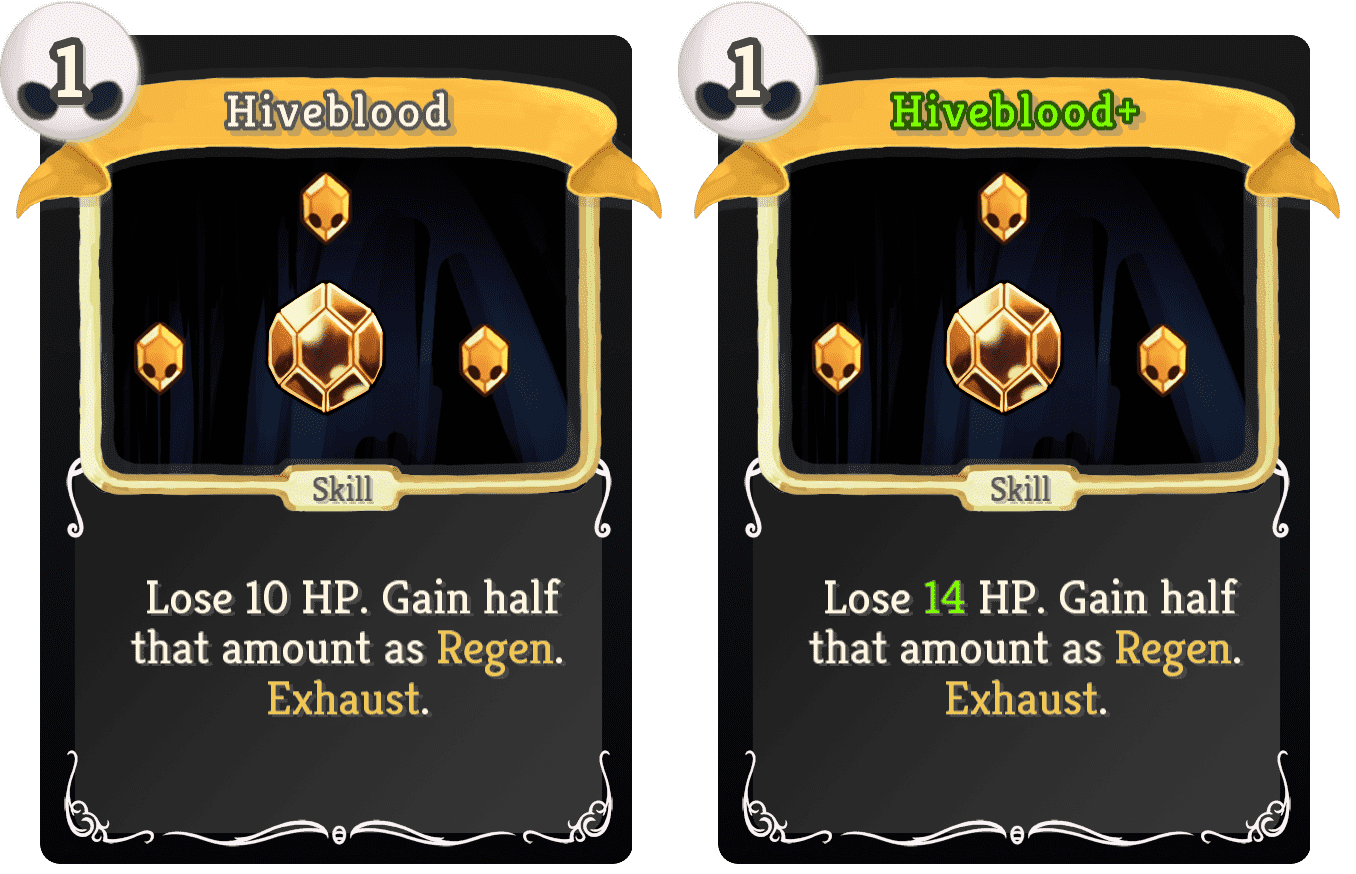 1
Hiveblood
Skill
Lose 10 HP. Gain half
that amount as Regen.
Exhaust.
1
Hiveblood+
Skill
Lose 14 HP. Gain half
that amount as Regen.
Exhaust.